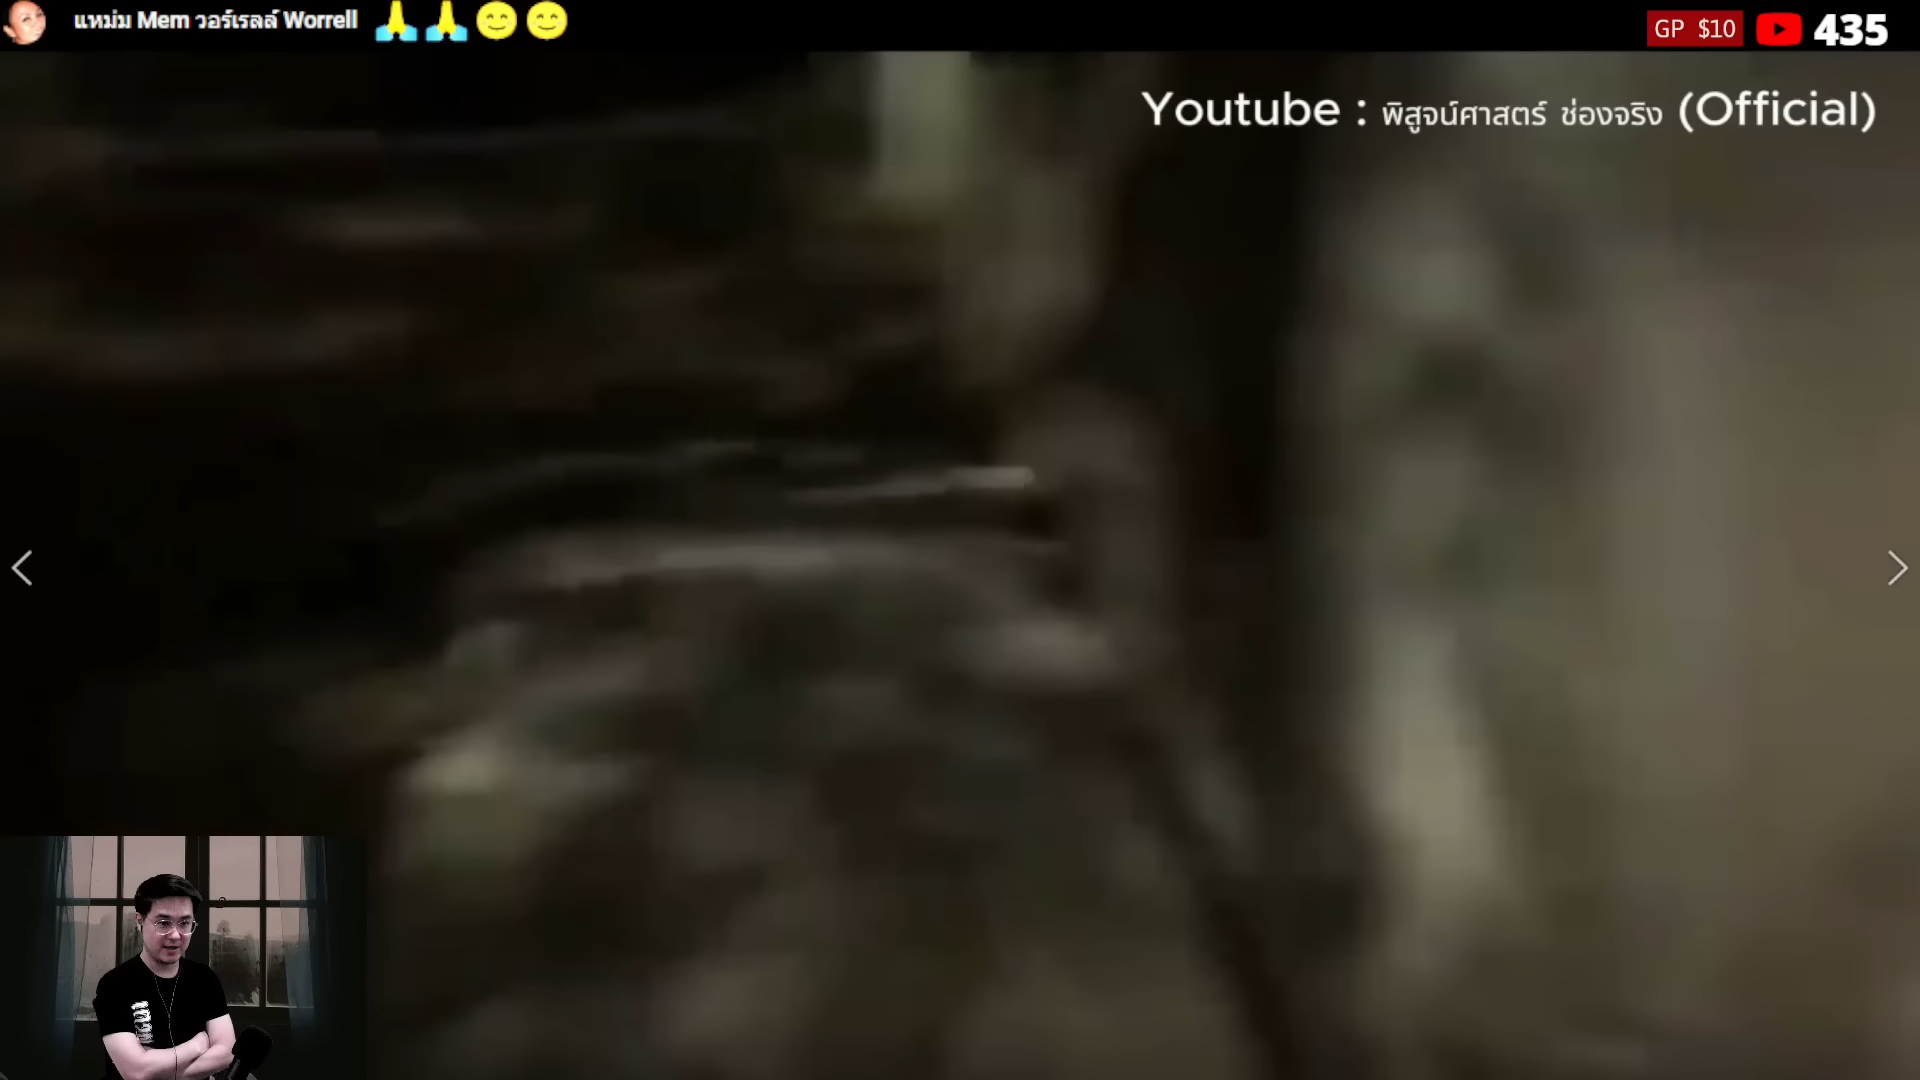 แหม่ม Mem วอร์เรลล์ Worrell 🙏🙏😊😊
GP $10
435
Youtube : พิสูจน์ศาสตร์ ช่องจริง (Official)